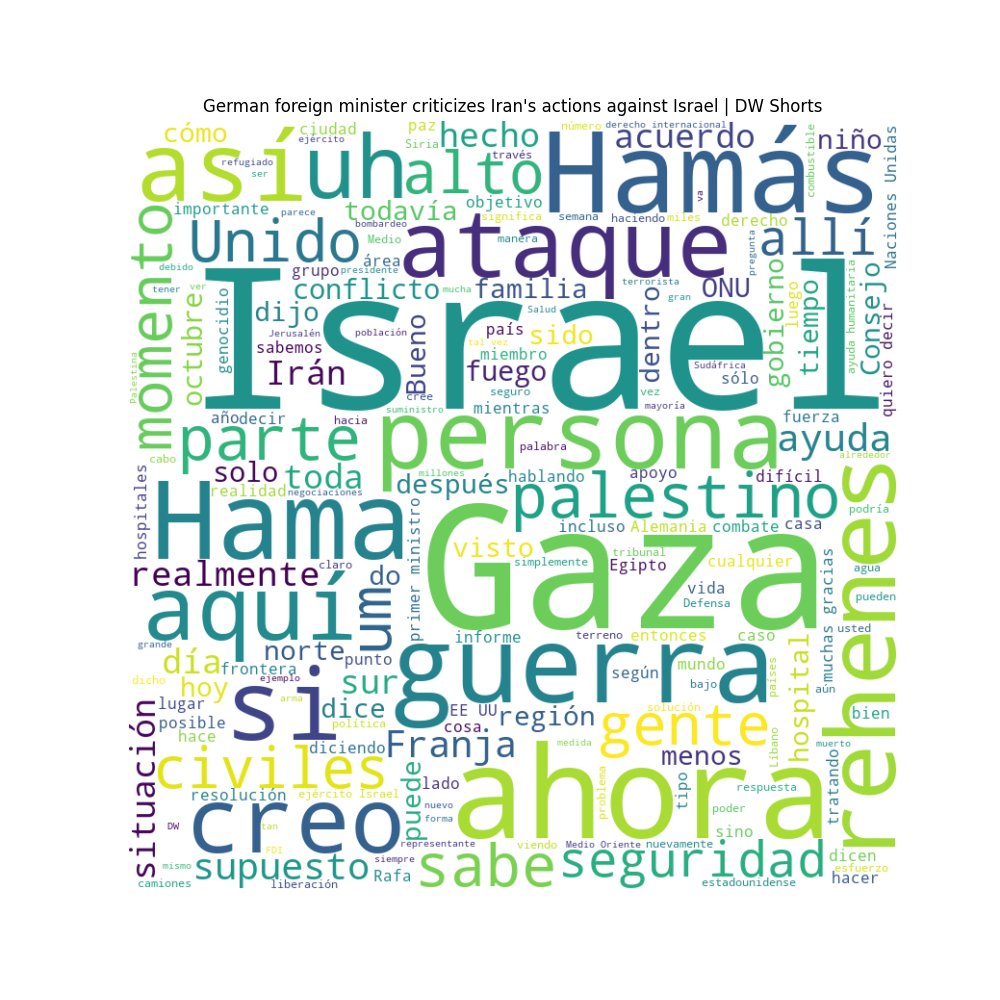 German foreign minister criticizes Iran's actions against Israel | DW Shorts
cómo
ciudad
ejército
paz
Siria
hecho
través
número
derecho internacional
acuerdo
niño
combustible
Naciones Unidas
así
refugiado
ser
uh
alto
Hamás
va
importante
parece
bombardeo
todavía
objetivo
significa
semana
haciendo
miles
derecho
pregunta
momento
Unido
Medio
área
ataque
manera
allí
debido
tener
ver
grupo
presidente
conflicto
mucha
familia
terrorista
gran
ONU
gobierno
luego
tiempo
ayuda humanitaria
Consejo
quiero decir
Palestina
octubre
genocidio
dijo
Jerusalén
población
sabemos
Irán
Israel
Bueno
cree
país
tal vez
miembro
fuego
Salud
sido
dentro
Sudáfrica
sólo
seguro
vez
mayoría
año
decir
hacia
suministro
mientras
fuerza
parte
persona
palabra
ayuda
alrededor
cabo
solo
toda
realidad
negociaciones
millones
después
hablando
apoyo
difícil
rehenes
hospitales
Hama
palestino
podría
primer ministro
incluso
Alemania
combate
casa
realmente
claro
do
visto
simplemente
tribunal
Egipto
cualquier
agua
pueden
aquí
um
Gaza
vida
Defensa
muchas gracias
grande
norte
punto
informe
terreno
entonces
caso
usted
día
frontera
dicho
ejemplo
hoy
arma
si
sur
guerra
según
mundo
bajo
países
hospital
aún
lugar
posible
hace
política
dice
EE UU
cosa
región
solución
gente
bien
situación
diciendo
Franja
medida
menos
Líbano
muerto
civiles
puede
lado
ahora
problema
tipo
respuesta
tratando
resolución
ejército Israel
nuevo
forma
poder
DW
creo
tan
FDI
representante
viendo
Medio Oriente
nuevamente
sino
mismo
camiones
supuesto
liberación
siempre
Rafa
sabe
seguridad
estadounidense
dicen
esfuerzo
hacer